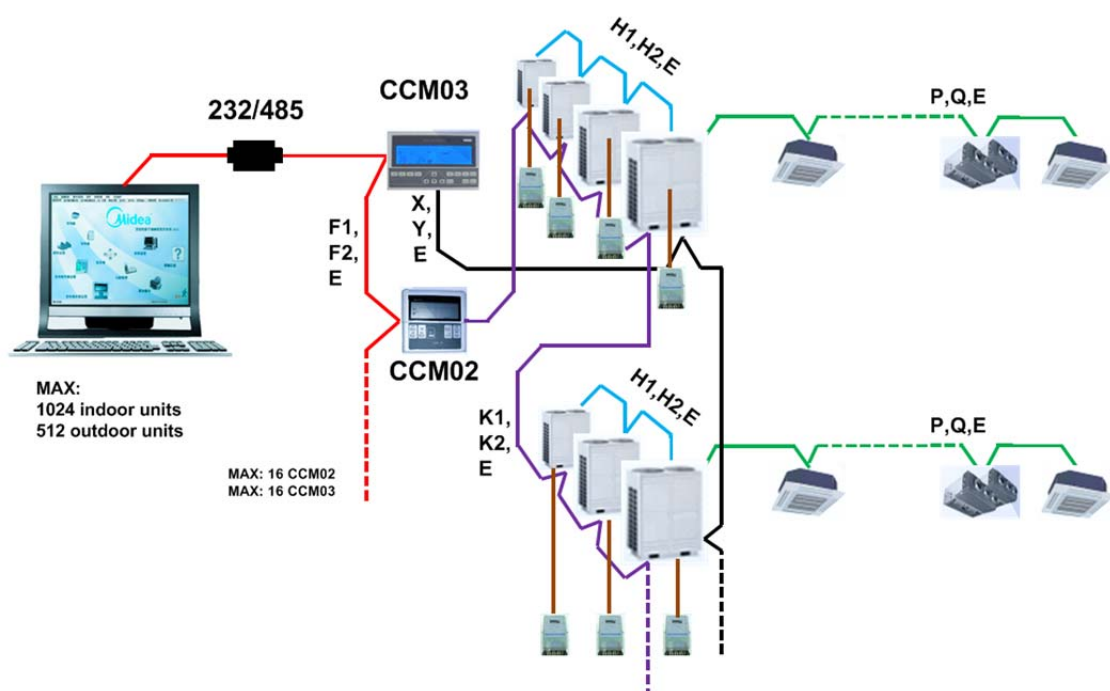 H1,H2,E
CCM03
232/485
P,Q,E
Midea
X,
Y,
E
F1,
F2,
E
CCM02
MAX:
1024 indoor units
512 outdoor units
H1,H2,E
K1,
K2,
E
P,Q,E
MAX: 16 CCM02
MAX: 16 CCM03